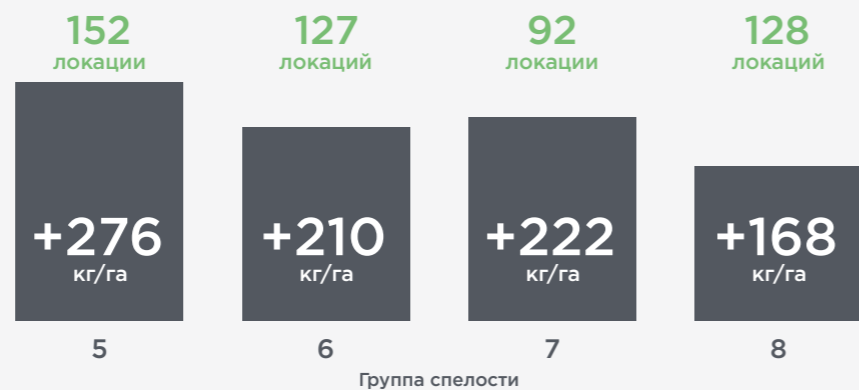 152
локации
127
локаций
92
локации
128
локаций
+276
кг/га
+210
кг/га
+222
кг/га
+168
кг/га
5
6
7
8
Группа спелости